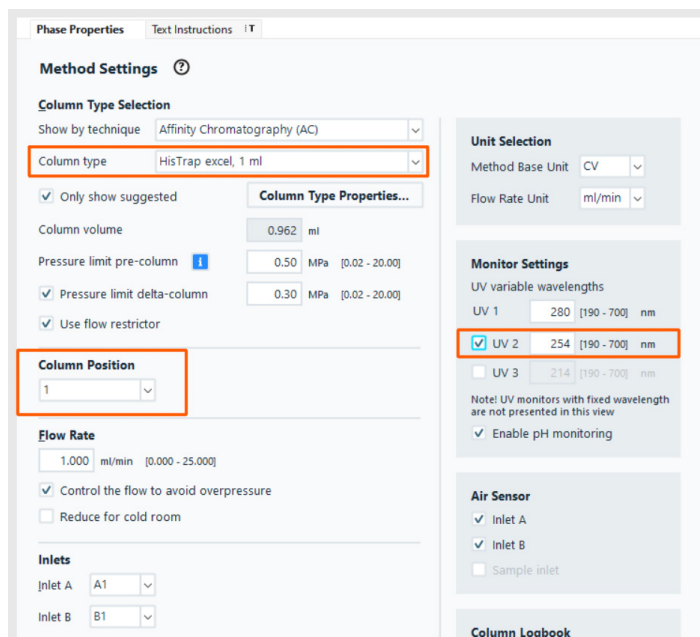 Phase Properties
Text Instructions
T
Method Settings ?
Column Type Selection
Show by technique Affinity Chromatography (AC)
Column type HisTrap excel, 1 ml
Only show suggested Column Type Properties...
Column volume 0.962 ml
Pressure limit pre-column i 0.50 MPa [0.02 - 20.00]
Pressure limit delta-column 0.30 MPa [0.02 - 20.00]
Use flow restrictor
Column Position
1
Flow Rate
1.000 ml/min [0.000 - 25.000]
Control the flow to avoid overpressure
Reduce for cold room
Inlets
Inlet A A1
Inlet B B1
Unit Selection
Method Base Unit CV
Flow Rate Unit ml/min
Monitor Settings
UV variable wavelengths
UV 1 280 [190 - 700] nm
UV 2 254 [190 - 700] nm
UV 3 214 [190 - 700] nm
Note! UV monitors with fixed wavelength
are not presented in this view
Enable pH monitoring
Air Sensor
Inlet A
Inlet B
Sample inlet
Column Logbook